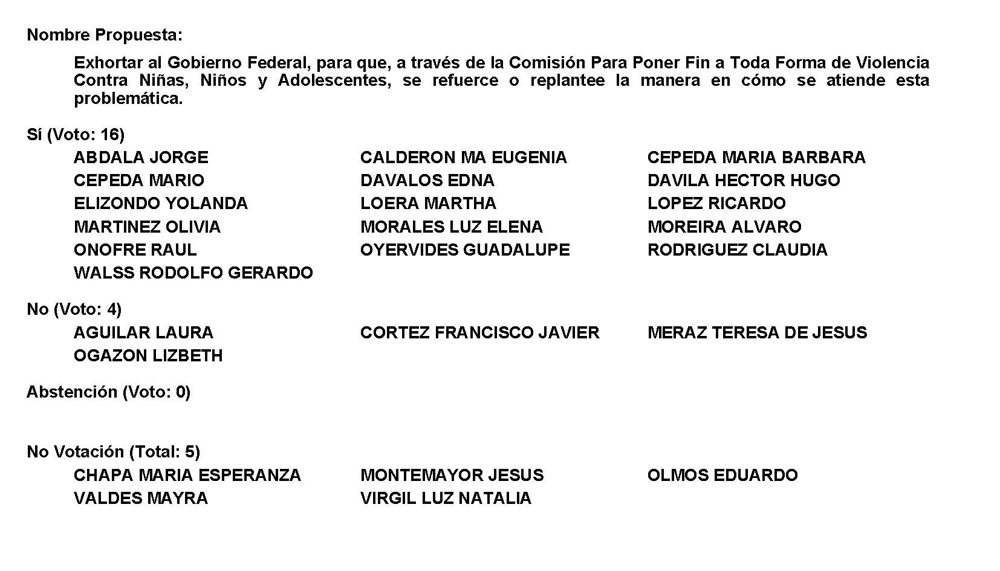 Nombre Propuesta:
Exhortar al Gobierno Federal, para que, a través de la Comisión Para Poner Fin a Toda Forma de Violencia
Contra Niñas, Niños y Adolescentes, se refuerce o replantee la manera en cómo se atiende esta
problemática.
Sí (Voto: 16)
ABDALA JORGE CALDERON MA EUGENIA CEPEDA MARIA BARBARA
CEPEDA MARIO DAVALOS EDNA DAVILA HECTOR HUGO
ELIZONDO YOLANDA LOERA MARTHA LOPEZ RICARDO
MARTINEZ OLIVIA MORALES LUZ ELENA MOREIRA ALVARO
ONOFRE RAUL OYERVIDES GUADALUPE RODRIGUEZ CLAUDIA
WALSS RODOLFO GERARDO
No (Voto: 4)
AGUILAR LAURA CORTEZ FRANCISCO JAVIER MERAZ TERESA DE JESUS
OGAZON LIZBETH
Abstención (Voto: 0)
No Votación (Total: 5)
CHAPA MARIA ESPERANZA MONTEMAYOR JESUS OLMOS EDUARDO
VALDES MAYRA VIRGIL LUZ NATALIA